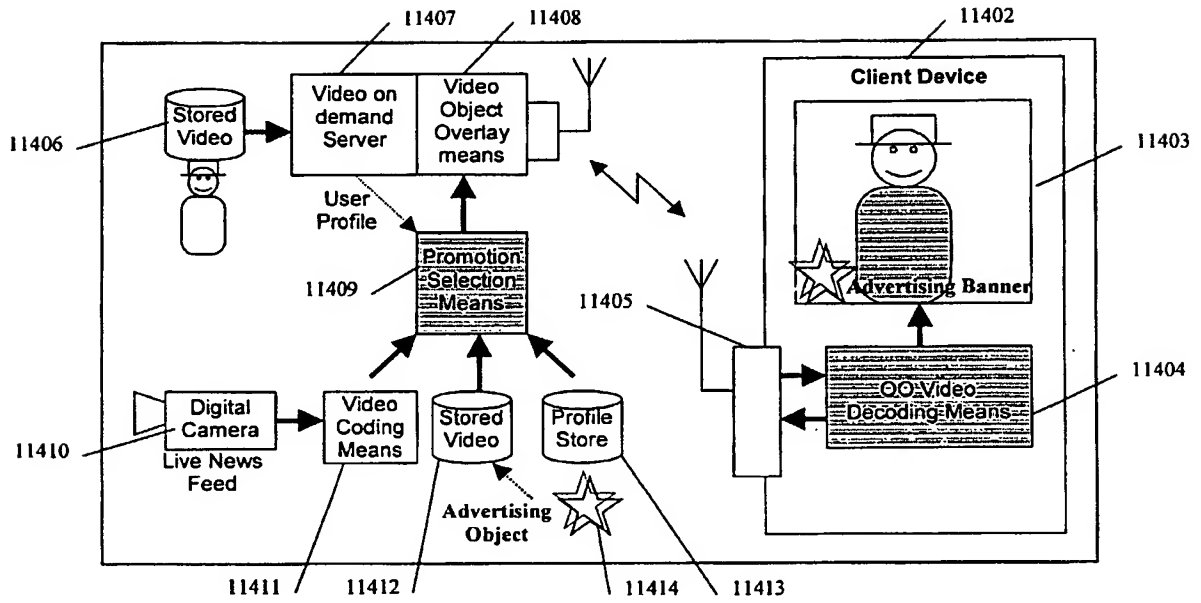 11407
11408
11402
Client Device
Stored
Video
Video on
demand
Server
Video
Object
Overlay
means
11406
11403
User
Profile
Promotion
Selection
Means
11409
Advertising Banner
11405
OO Video
Decoding Means
11404
Digital
Camera
Video
Coding
Means
Stored
Video
Profile
Store
11410
Live News
Feed
Advertising
Object
11411
11412
11414
11413